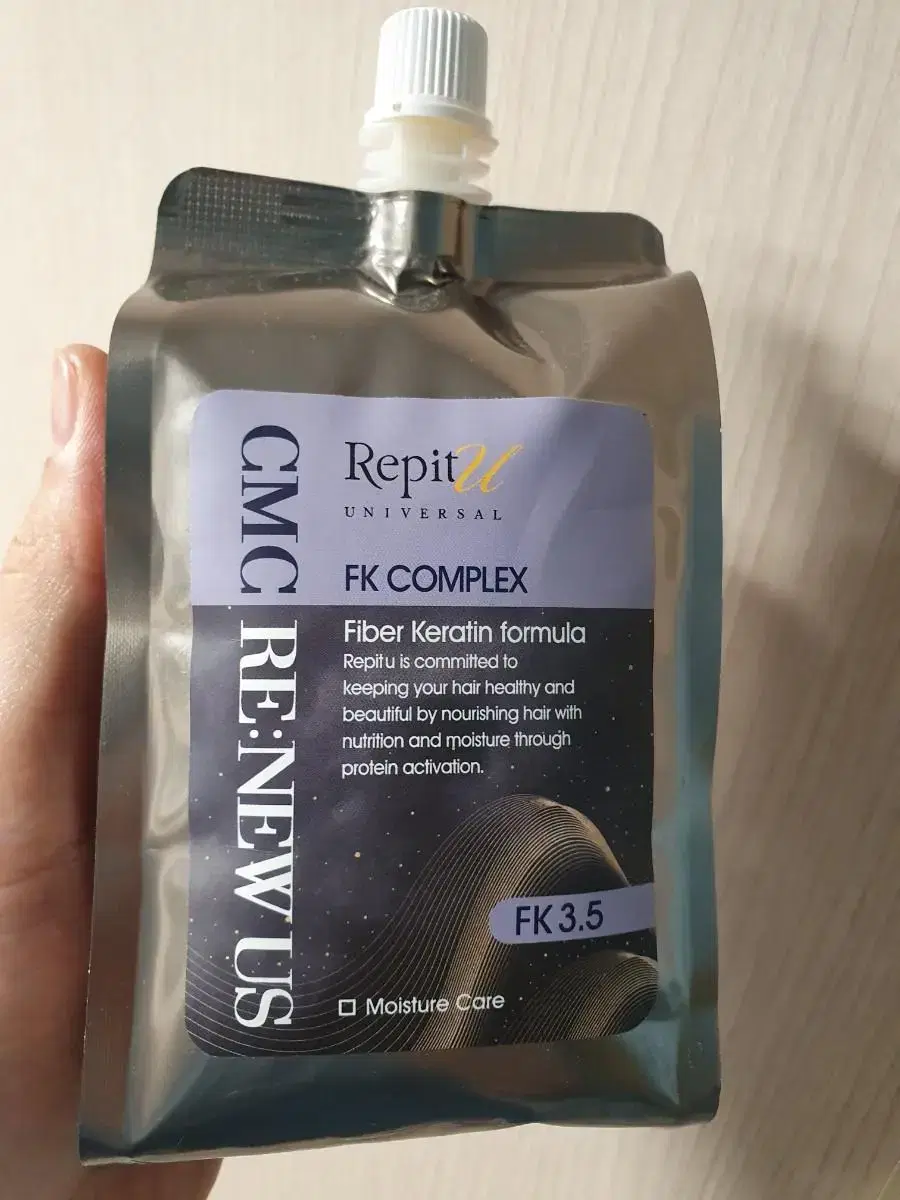 CMC RE:NEW US
Repitu
UNIVERSAL
FK COMPLEX
Fiber Keratin formula
Repitu is committed to
keeping your hair healthy and
beautiful by nourishing hair with
nutrition and moisture through
protein activation.
FK 3.5
Moisture Care